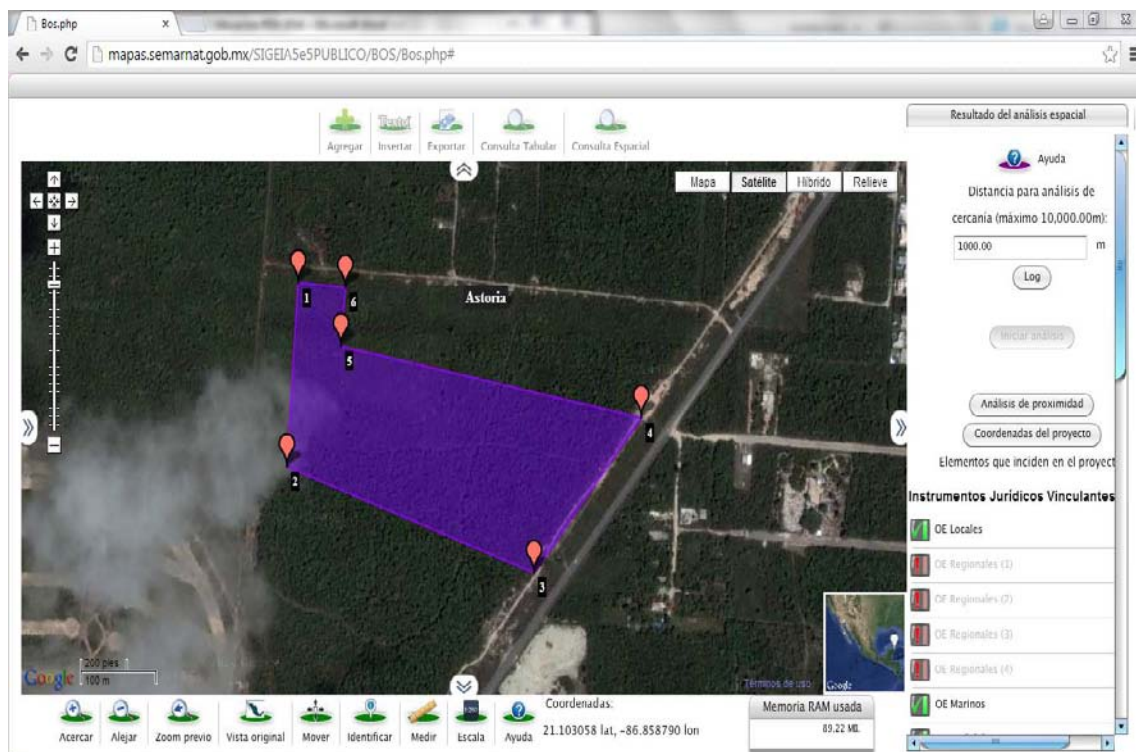 Bos.php
mapas.semarnat.gob.mx/SIGEIA5e5PUBLICO/BOS/Bos.php#
Texto
Agregar Insertar Exportar Consulta Tabular Consulta Espacial
Resultado del análisis espacial
Ayuda
Distancia para análisis de
cercanía (máximo 10,000.00m):
1000.00 m
Log
Iniciar análisis
Análisis de proximidad
Coordenadas del proyecto
Elementos que inciden en el proyect
Instrumentos Jurídicos Vinculantes
OE Locales
OE Regionales (1)
OE Regionales (2)
OE Regionales (3)
OE Regionales (4)
OE Marinos
Mapa Satélite Híbrido Relieve
1
6
Astoria
5
4
2
3
Google
200 pies
100 m
Términos de uso
Google
Acercar Alejar Zoom previo Vista original Mover Identificar Medir Escala Ayuda
Coordenadas:
21.103058 lat, -86.858790 lon
Memoria RAM usada
89.22 MB.